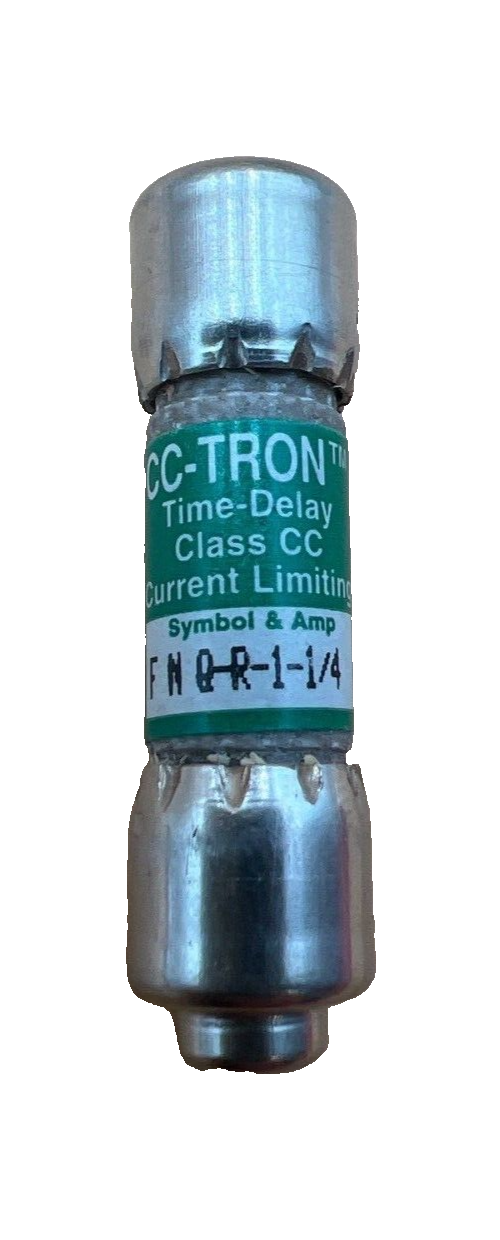 CC-TRON™
Time-Delay
Class CC
Current Limiting
Symbol & Amp
FNQ-R-1-1/4